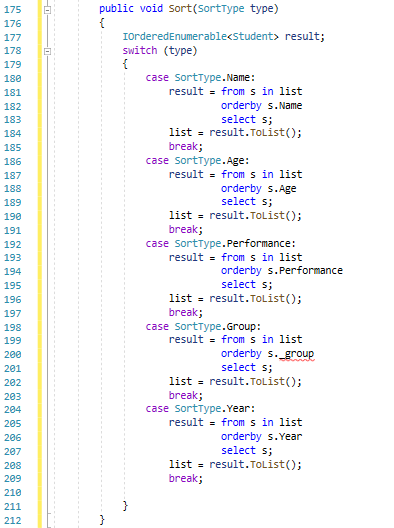 175 public void Sort(SortType type)
176 {
177 IOrderedEnumerable<Student> result;
178 switch (type)
179 {
180 case SortType.Name:
181 result = from s in list
182 orderby s.Name
183 select s;
184 list = result.ToList();
185 break;
186 case SortType.Age:
187 result = from s in list
188 orderby s.Age
189 select s;
190 list = result.ToList();
191 break;
192 case SortType.Performance:
193 result = from s in list
194 orderby s.Performance
195 select s;
196 list = result.ToList();
197 break;
198 case SortType.Group:
199 result = from s in list
200 orderby s._group
201 select s;
202 list = result.ToList();
203 break;
204 case SortType.Year:
205 result = from s in list
206 orderby s.Year
207 select s;
208 list = result.ToList();
209 break;
210
211 }
212 }